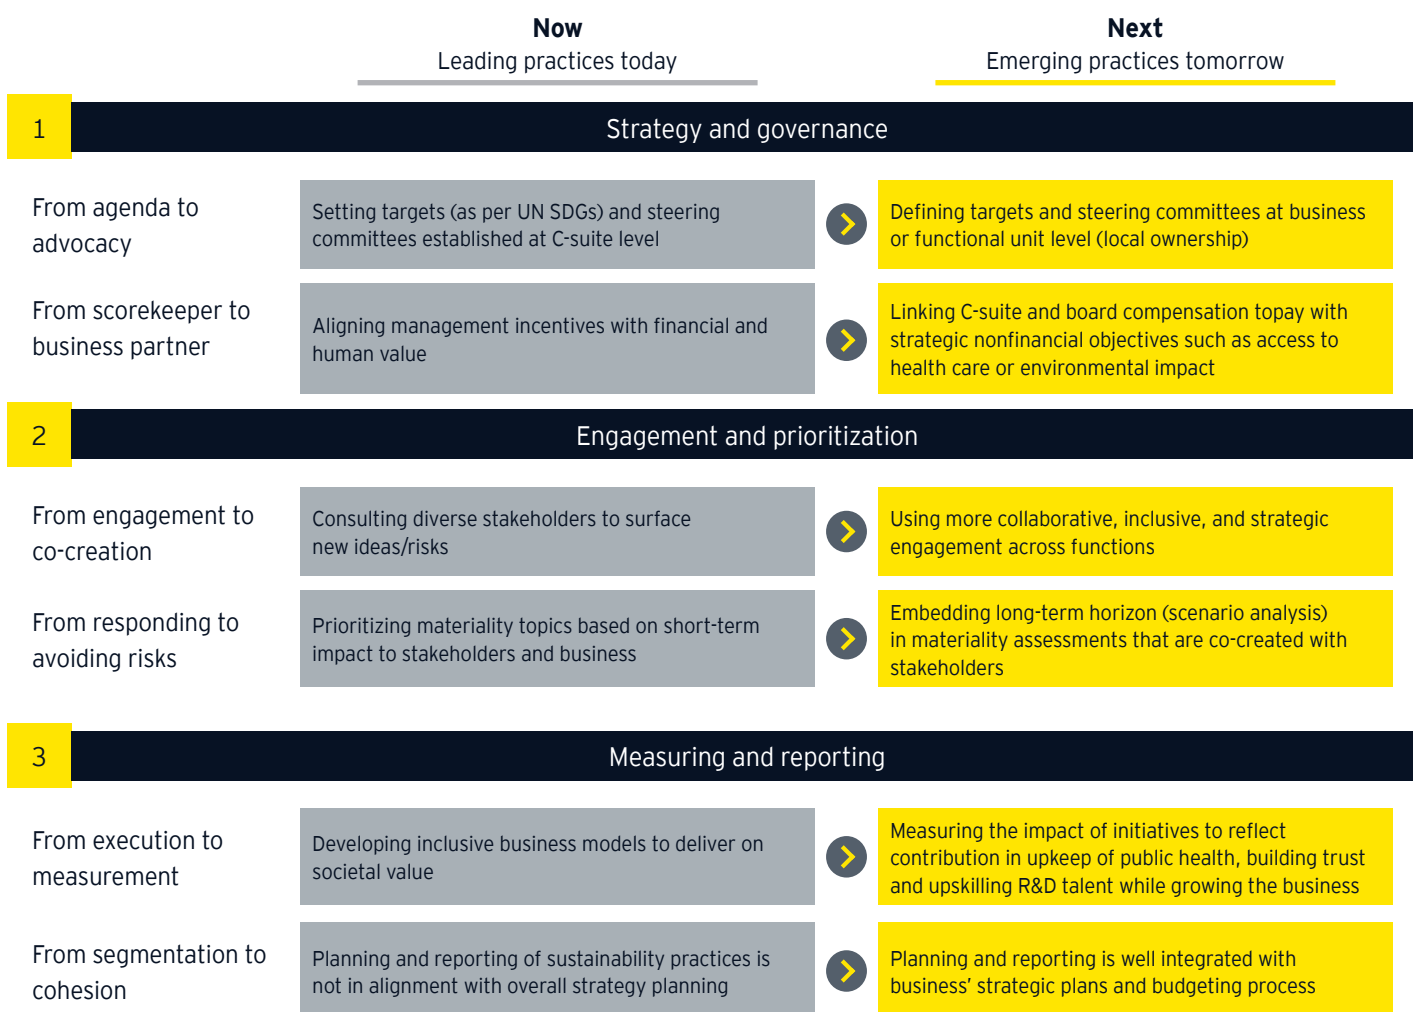 Now
Leading practices today
Next
Emerging practices tomorrow
1
Strategy and governance
From agenda to
advocacy
Setting targets (as per UN SDGs) and steering
committees established at C-suite level
Defining targets and steering committees at business
or functional unit level (local ownership)
From scorekeeper to
business partner
Aligning management incentives with financial and
human value
Linking C-suite and board compensation topay with
strategic nonfinancial objectives such as access to
health care or environmental impact
2
Engagement and prioritization
From engagement to
co-creation
Consulting diverse stakeholders to surface
new ideas/risks
Using more collaborative, inclusive, and strategic
engagement across functions
From responding to
avoiding risks
Prioritizing materiality topics based on short-term
impact to stakeholders and business
Embedding long-term horizon (scenario analysis)
in materiality assessments that are co-created with
stakeholders
3
Measuring and reporting
From execution to
measurement
Developing inclusive business models to deliver on
societal value
Measuring the impact of initiatives to reflect
contribution in upkeep of public health, building trust
and upskilling R&D talent while growing the business
From segmentation to
cohesion
Planning and reporting of sustainability practices is
not in alignment with overall strategy planning
Planning and reporting is well integrated with
business’ strategic plans and budgeting process